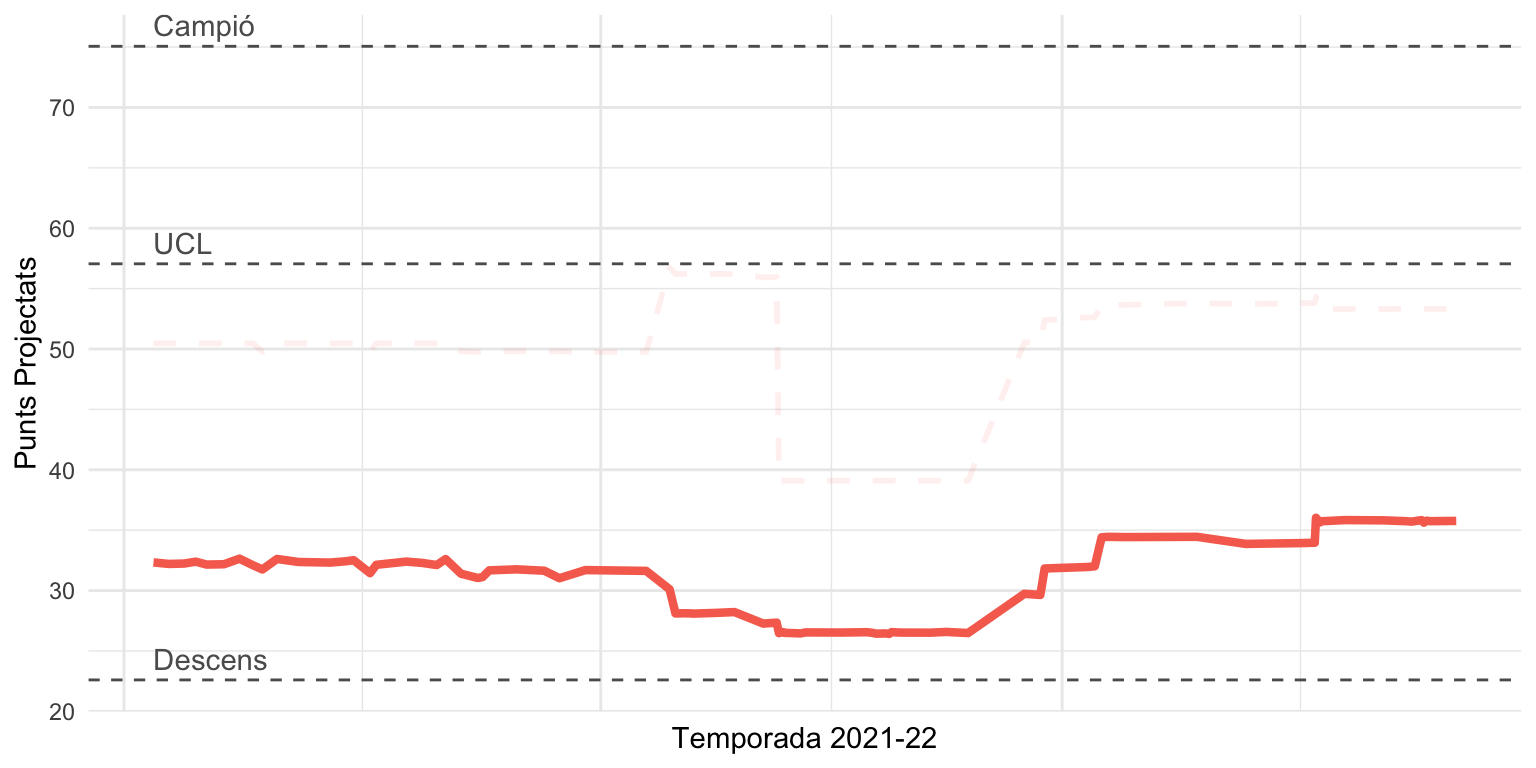 Campió
70
60
UCL
50
40
30
Descens
20
Punts Projectats
Temporada 2021-22